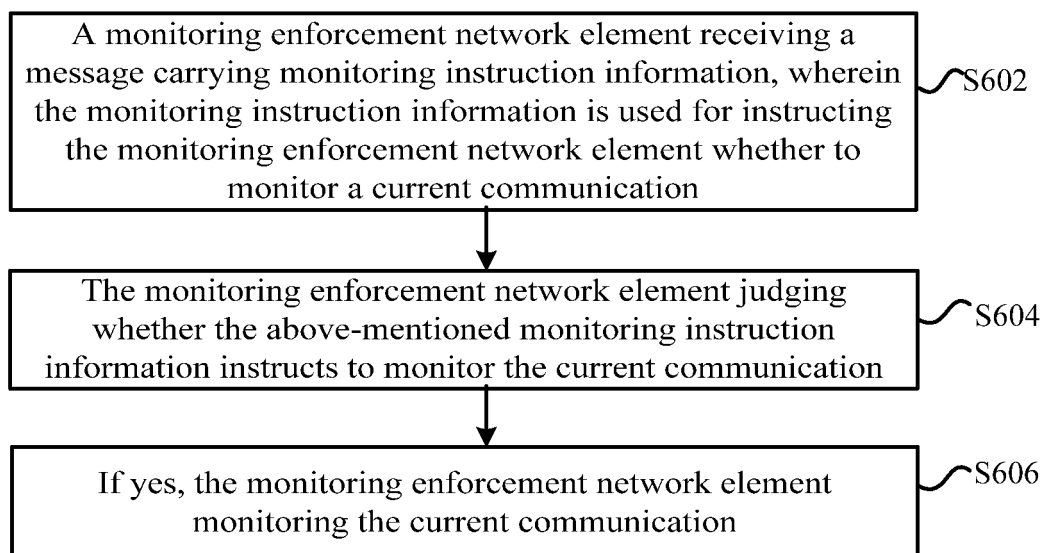 A monitoring enforcement network element receiving a
message carrying monitoring instruction information, wherein
the monitoring instruction information is used for instructing
the monitoring enforcement network element whether to
monitor a current communication
S602
The monitoring enforcement network element judging
whether the above-mentioned monitoring instruction
information instructs to monitor the current communication
S604
If yes, the monitoring enforcement network element
monitoring the current communication
S606